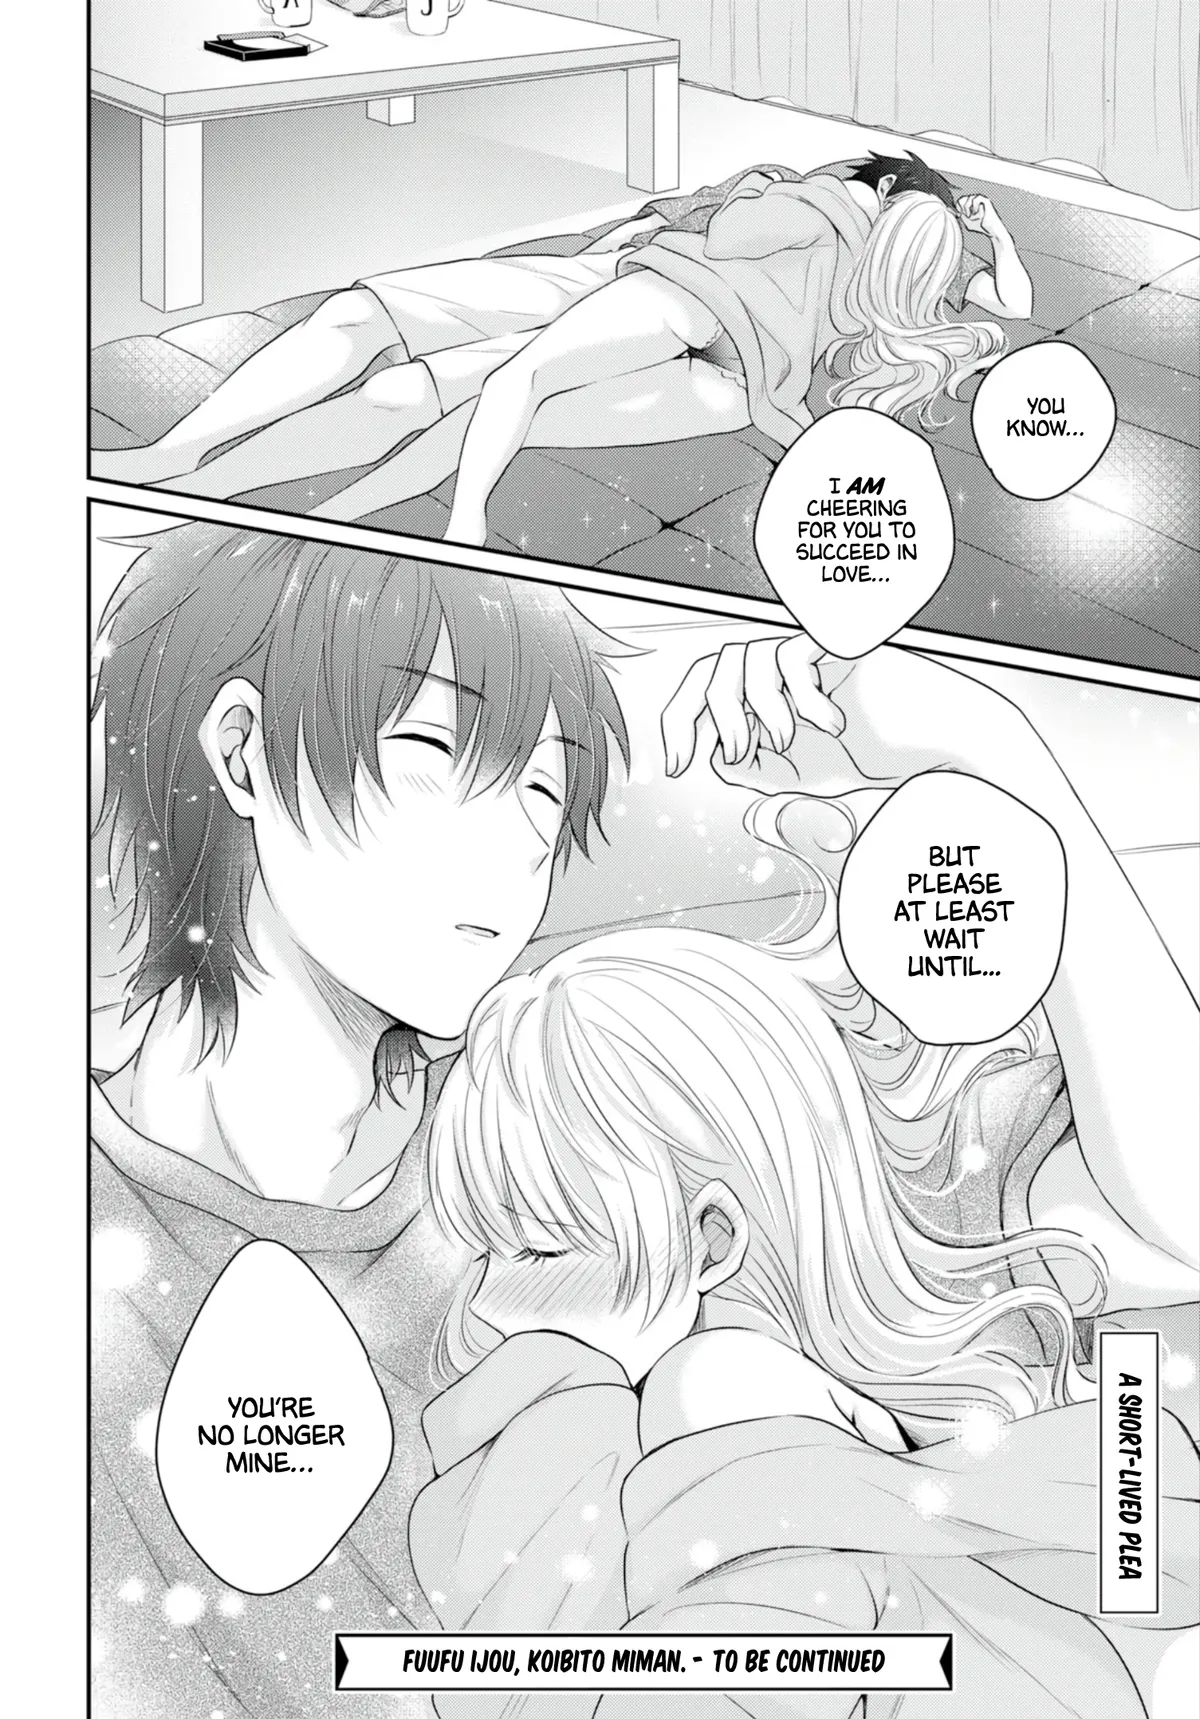 A
J
YOU
KNOW...
I AM
CHEERING
FOR YOU TO
SUCCEED IN
LOVE...
BUT
PLEASE
AT LEAST
WAIT
UNTIL...
YOU'RE
NO LONGER
MINE...
A SHORT-LIVED PLEA
FUUFU IJOU, KOIBITO MIMAN. - TO BE CONTINUED